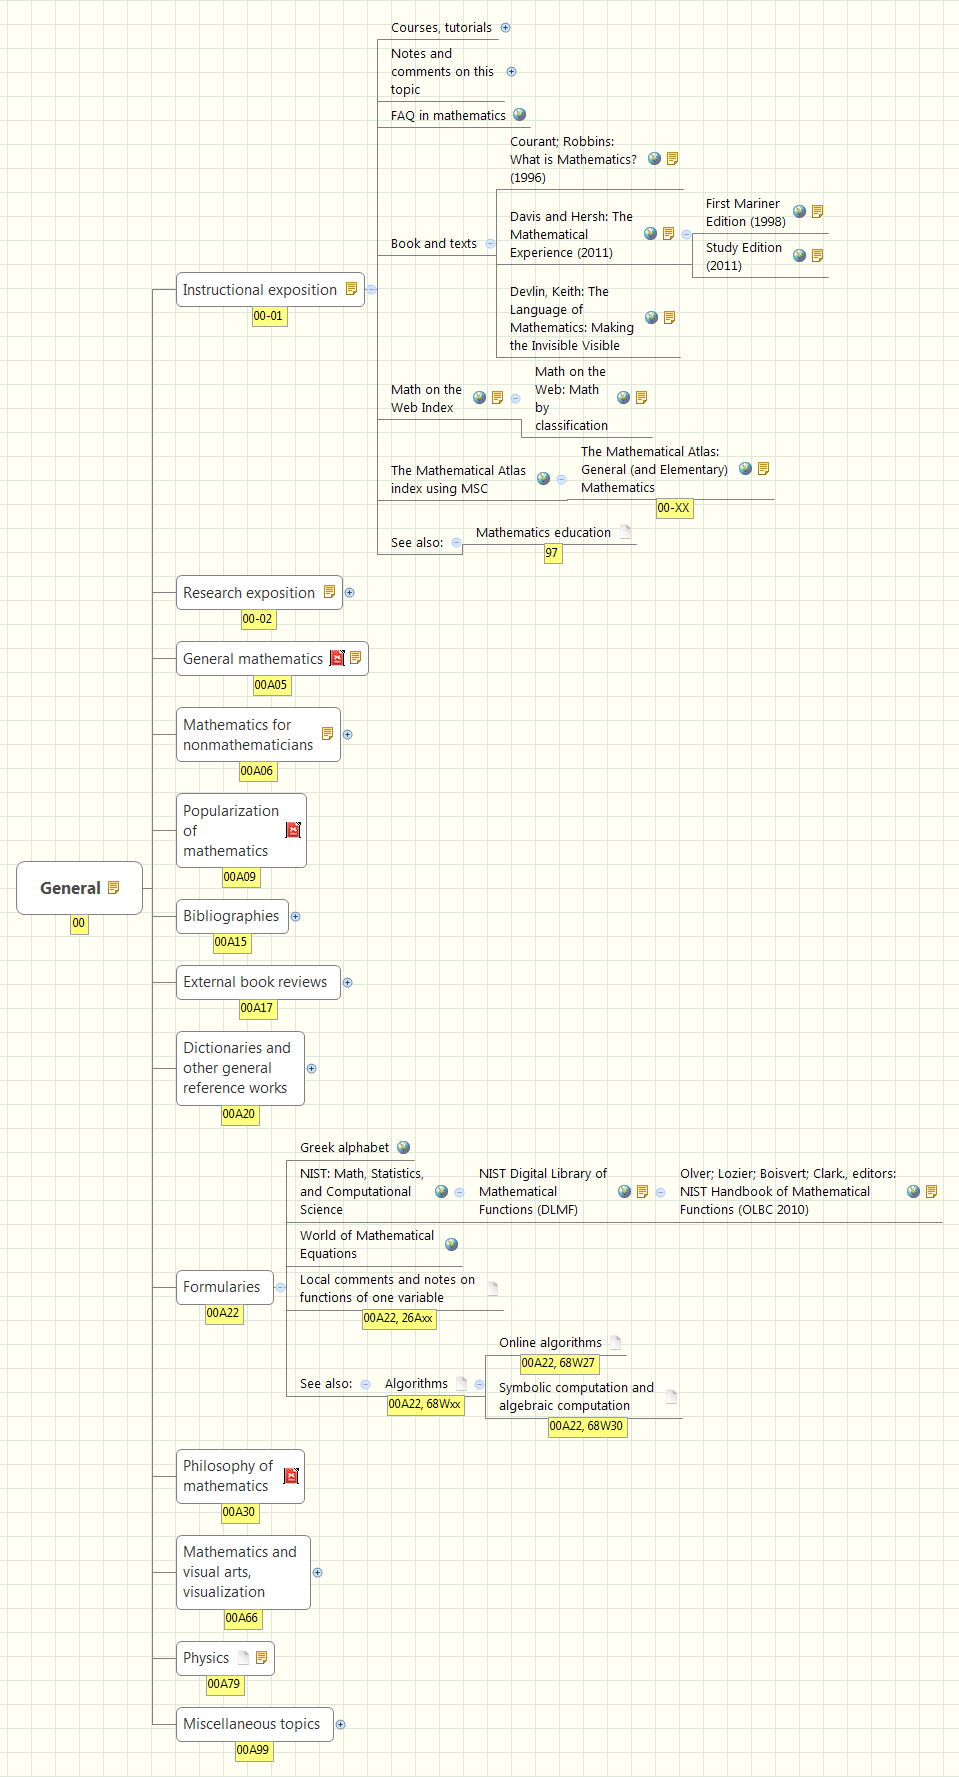 Courses, tutorials
Notes and
comments on this
topic
FAQ in mathematics
Courant; Robbins:
What is Mathematics?
(1996)
Book and texts
Davis and Hersh: The
Mathematical
Experience (2011)
First Mariner
Edition (1998)
Study Edition
(2011)
Devlin, Keith: The
Language of
Mathematics: Making
the Invisible Visible
Instructional exposition
00-01
Math on the
Web Index
Math on the
Web: Math
by
classification
The Mathematical Atlas
index using MSC
The Mathematical Atlas:
General (and Elementary)
Mathematics
00-XX
See also:
Mathematics education
97
Research exposition
00-02
General mathematics
00A05
Mathematics for
nonmathematicians
00A06
Popularization
of
mathematics
00A09
General
00
Bibliographies
00A15
External book reviews
00A17
Dictionaries and
other general
reference works
00A20
Greek alphabet
NIST: Math, Statistics,
and Computational
Science
NIST Digital Library of
Mathematical
Functions (DLMF)
Olver; Lozier; Boisvert; Clark., editors:
NIST Handbook of Mathematical
Functions (OLBC 2010)
World of Mathematical
Equations
Formularies
00A22
Local comments and notes on
functions of one variable
00A22, 26Axx
See also:
Algorithms
00A22, 68Wxx
Online algorithms
00A22, 68W27
Symbolic computation and
algebraic computation
00A22, 68W30
Philosophy of
mathematics
00A30
Mathematics and
visual arts,
visualization
00A66
Physics
00A79
Miscellaneous topics
00A99